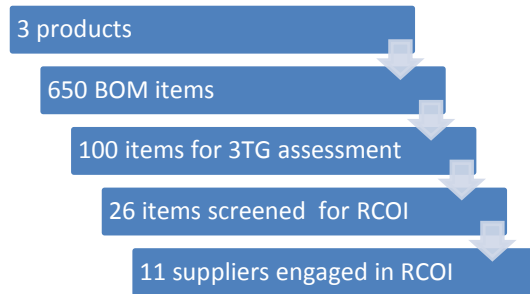 3 products
650 BOM items
100 items for 3TG assessment
26 items screened for RCOI
11 suppliers engaged in RCOI